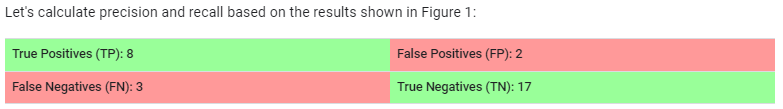 Let's calculate precision and recall based on the results shown in Figure 1:
True Positives (TP): 8
False Positives (FP): 2
False Negatives (FN): 3
True Negatives (TN): 17